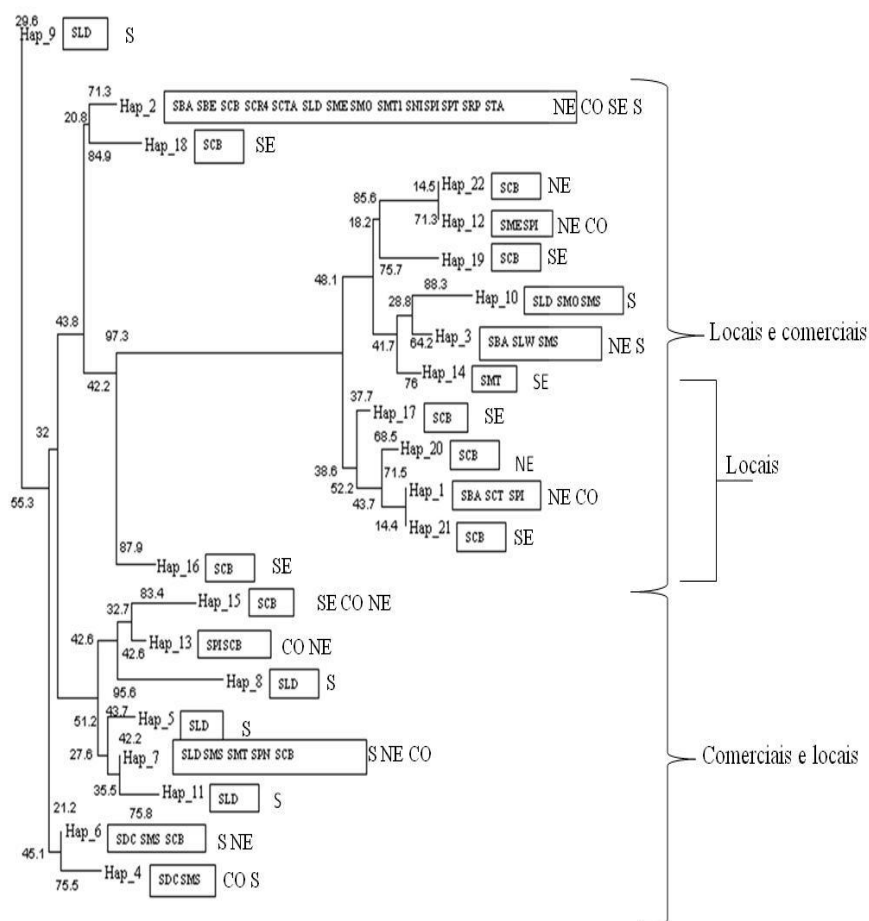 29.6
Hap_9 SLD S
71.3
Hap_2 SBA SBE SCB SCR4 SCTA SLD SME SMO SMT1 SNI SPI SPT SRP STA NE CO SE S
20.8
Hap_18 SCB SE
84.9
14.5 Hap_22 SCB NE
85.6
18.2 71.3 Hap_12 SMESPI NE CO
Hap_19 SCB SE
75.7
48.1
88.3
28.8 Hap_10 SLD SMO SMS S
43.8 97.3
64.2 Hap_3 SBA SLW SMS NE S
Locais e comerciais
41.7
42.2
76 Hap_14 SMT SE
37.7
Hap_17 SCB SE
32
68.5
Hap_20 SCB NE
38.6 71.5
Locais
52.2
55.3
43.7 Hap_1 SBA SCT SPI NE CO
14.4 Hap_21 SCB SE
87.9
Hap_16 SCB SE
83.4
32.7 Hap_15 SCB SE CO NE
42.6
42.6 Hap_13 SPISCB CO NE
Hap_8 SLD S
95.6
51.2 43.7 Hap_5 SLD S
42.2
27.6 Hap_7 SLD SMS SMT SPN SCB S NE CO
Comerciais e locais
35.5 Hap_11 SLD S
75.8
21.2
Hap_6 SDC SMS SCB S NE
45.1
Hap_4 SDCSMS CO S
75.5